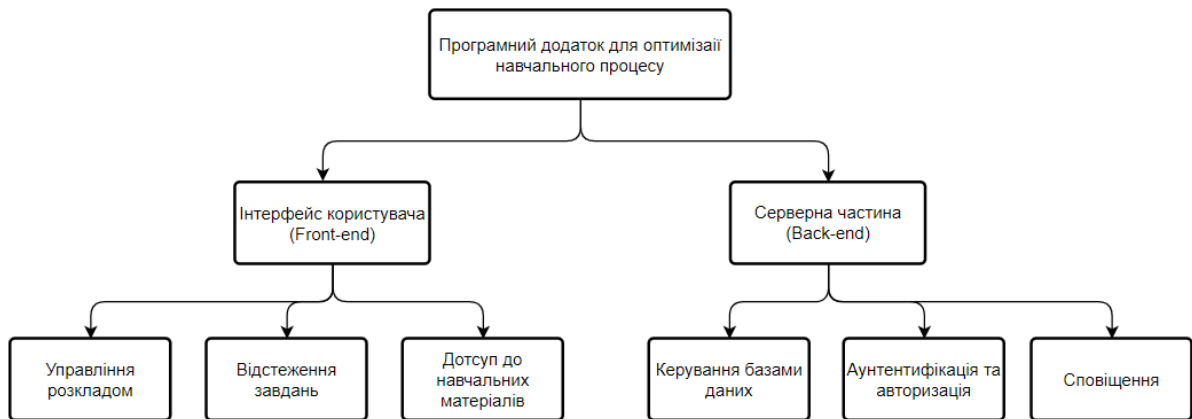 Програмний додаток для оптимізаії
навчального процесу
Інтерфейс користувача
(Front-end)
Серверна частина
(Back-end)
Управління
розкладом
Відстеження
завдань
Дотсуп до
навчальних
матеріалів
Керування базами
даних
Аунтентифікація та
авторизація
Сповіщення